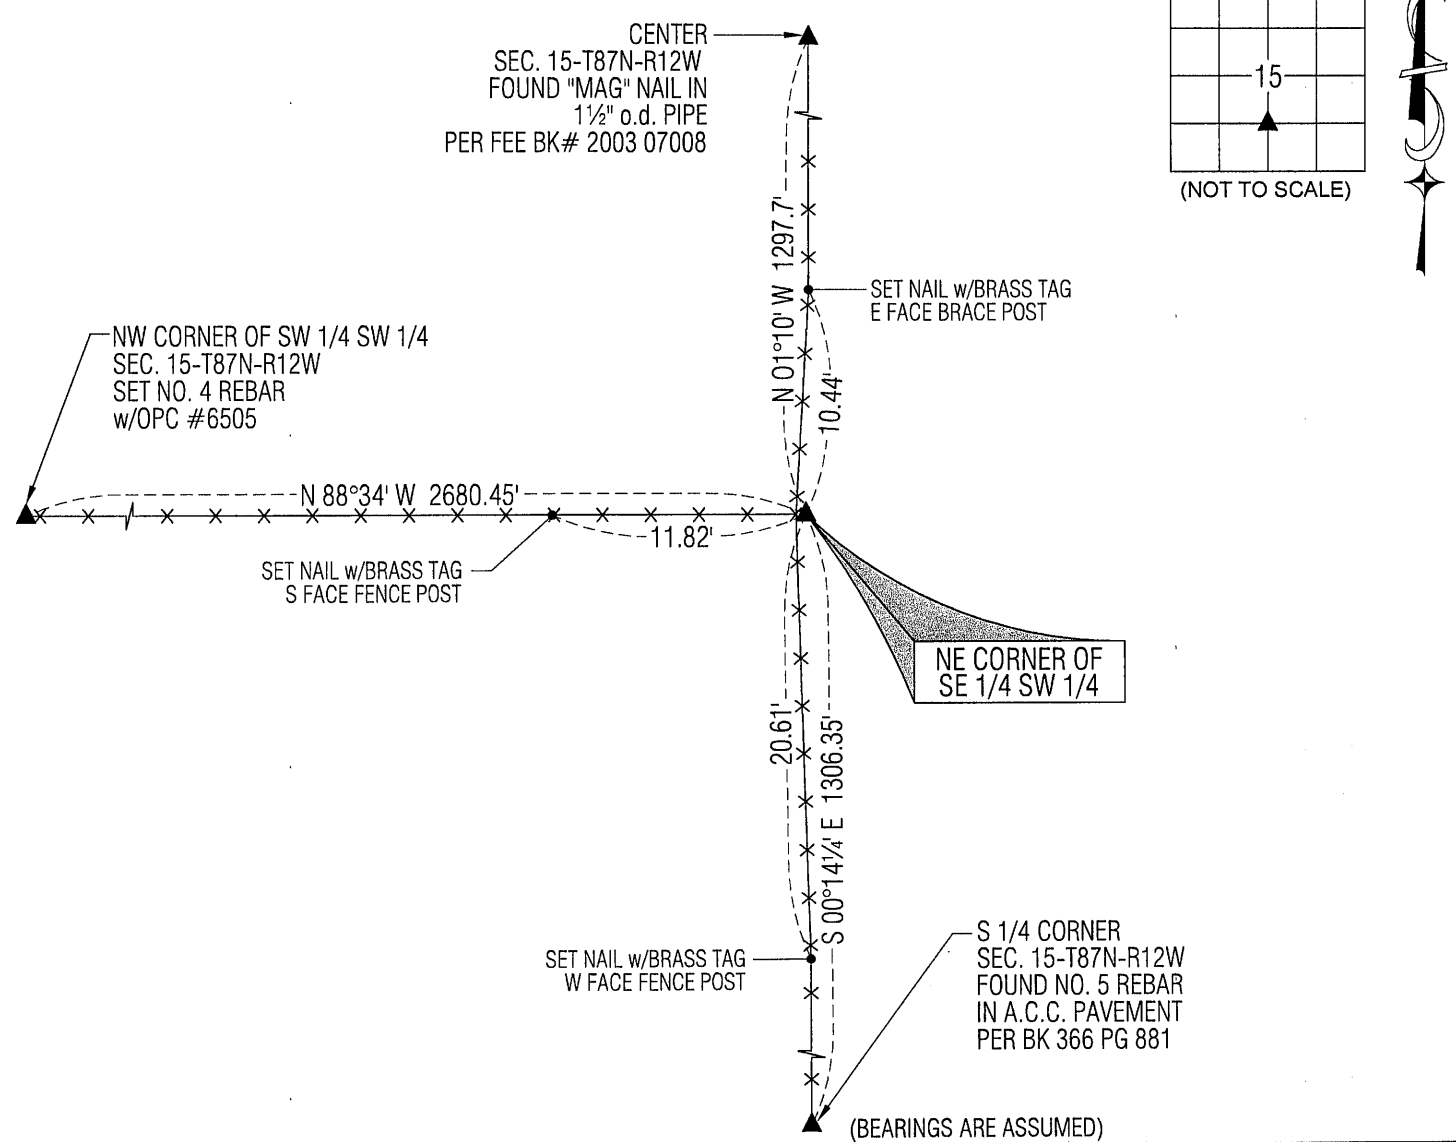 CENTER
SEC. 15-T87N-R12W
FOUND "MAG" NAIL IN
1½" o.d. PIPE
PER FEE BK# 2003 07008
15
(NOT TO SCALE)
N 01°10' W 1297.7'
SET NAIL w/BRASS TAG
E FACE BRACE POST
10.44'
NW CORNER OF SW 1/4 SW 1/4
SEC. 15-T87N-R12W
SET NO. 4 REBAR
w/OPC #6505
N 88°34' W 2680.45'
11.82'
SET NAIL w/BRASS TAG
S FACE FENCE POST
NE CORNER OF
SE 1/4 SW 1/4
20.61'
S 00°14¼' E 1306.35'
SET NAIL w/BRASS TAG
W FACE FENCE POST
S 1/4 CORNER
SEC. 15-T87N-R12W
FOUND NO. 5 REBAR
IN A.C.C. PAVEMENT
PER BK 366 PG 881
(BEARINGS ARE ASSUMED)